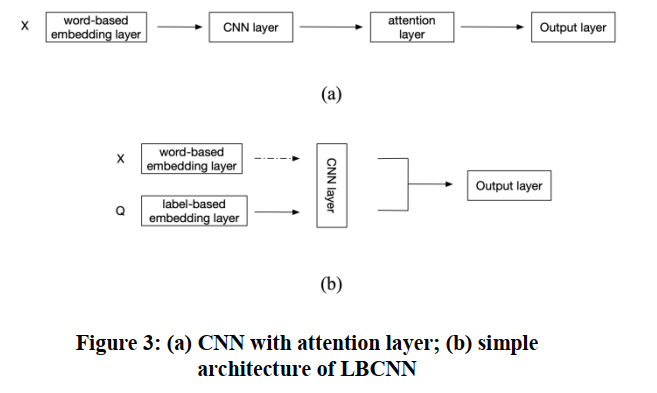 X
word-based
embedding layer
CNN layer
attention
layer
Output layer
(a)
X
word-based
embedding layer
Q
label-based
embedding layer
CNN layer
Output layer
(b)
Figure 3: (a) CNN with attention layer; (b) simple
architecture of LBCNN